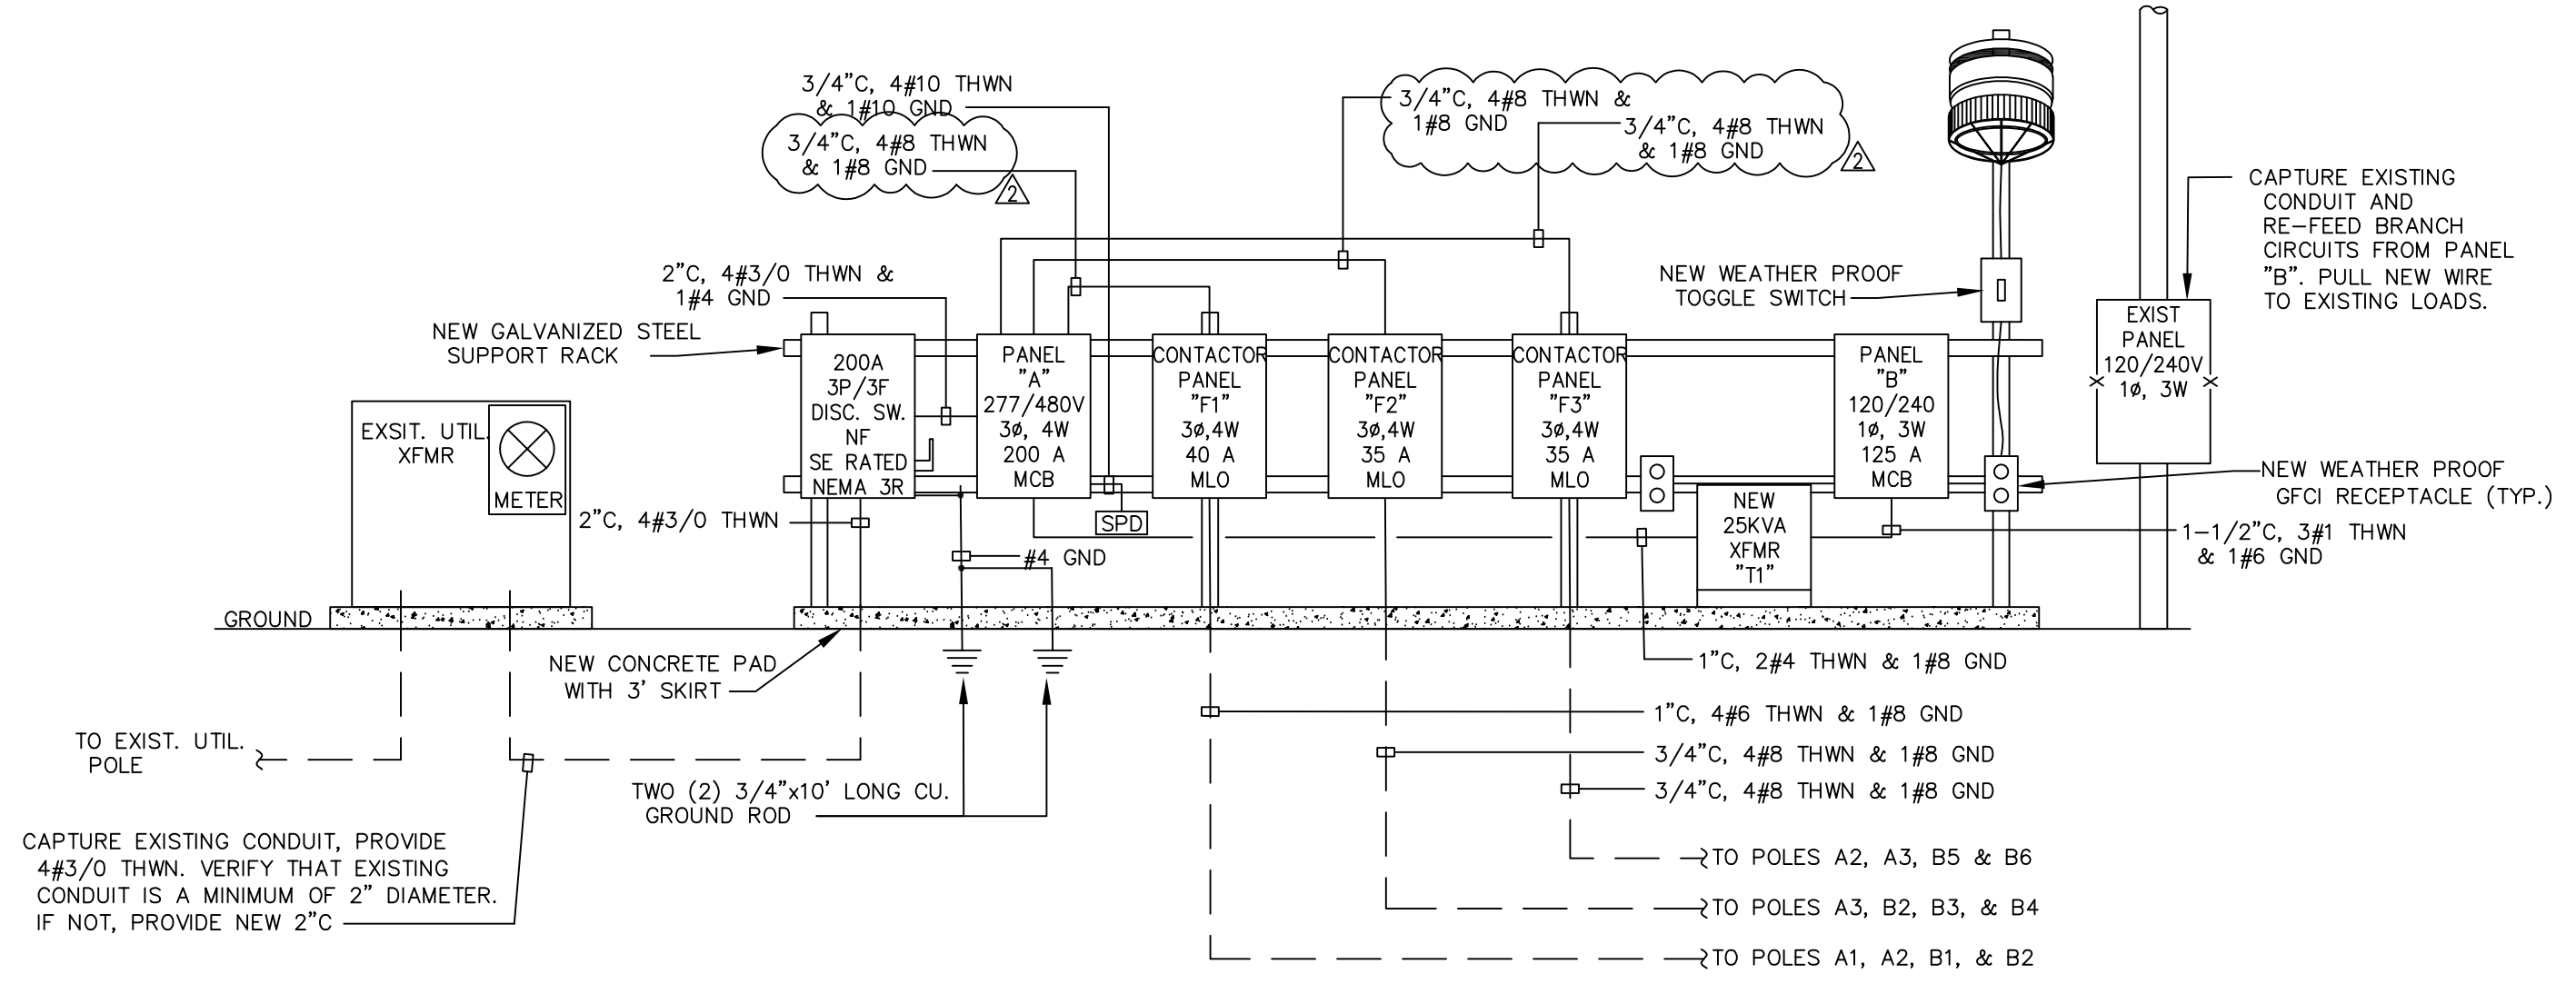 3/4"C, 4#10 THWN
& 1#10 GND
3/4"C, 4#8 THWN
& 1#8 GND
2
3/4"C, 4#8 THWN &
1#8 GND
3/4"C, 4#8 THWN
& 1#8 GND
2
CAPTURE EXISTING
CONDUIT AND
RE-FEED BRANCH
CIRCUITS FROM PANEL
"B". PULL NEW WIRE
TO EXISTING LOADS.
2"C, 4#3/0 THWN &
1#4 GND
NEW WEATHER PROOF
TOGGLE SWITCH
NEW GALVANIZED STEEL
SUPPORT RACK
200A
3P/3F
DISC. SW.
NF
SE RATED
NEMA 3R
PANEL
"A"
277/480V
3ø, 4W
200 A
MCB
CONTACTOR
PANEL
"F1"
3ø,4W
40 A
MLO
CONTACTOR
PANEL
"F2"
3ø,4W
35 A
MLO
CONTACTOR
PANEL
"F3"
3ø,4W
35 A
MLO
PANEL
"B"
120/240
1ø, 3W
125 A
MCB
EXIST
PANEL
120/240V
1ø, 3W
EXSIT. UTIL.
XFMR
METER
NEW WEATHER PROOF
GFCI RECEPTACLE (TYP.)
2"C, 4#3/0 THWN
SPD
NEW
25KVA
XFMR
"T1"
1-1/2"C, 3#1 THWN
& 1#6 GND
#4 GND
GROUND
NEW CONCRETE PAD
WITH 3' SKIRT
1"C, 2#4 THWN & 1#8 GND
1"C, 4#6 THWN & 1#8 GND
3/4"C, 4#8 THWN & 1#8 GND
3/4"C, 4#8 THWN & 1#8 GND
TO EXIST. UTIL.
POLE
TWO (2) 3/4"x10' LONG CU.
GROUND ROD
CAPTURE EXISTING CONDUIT, PROVIDE
4#3/0 THWN. VERIFY THAT EXISTING
CONDUIT IS A MINIMUM OF 2" DIAMETER.
IF NOT, PROVIDE NEW 2"C
TO POLES A2, A3, B5 & B6
TO POLES A3, B2, B3, & B4
TO POLES A1, A2, B1, & B2